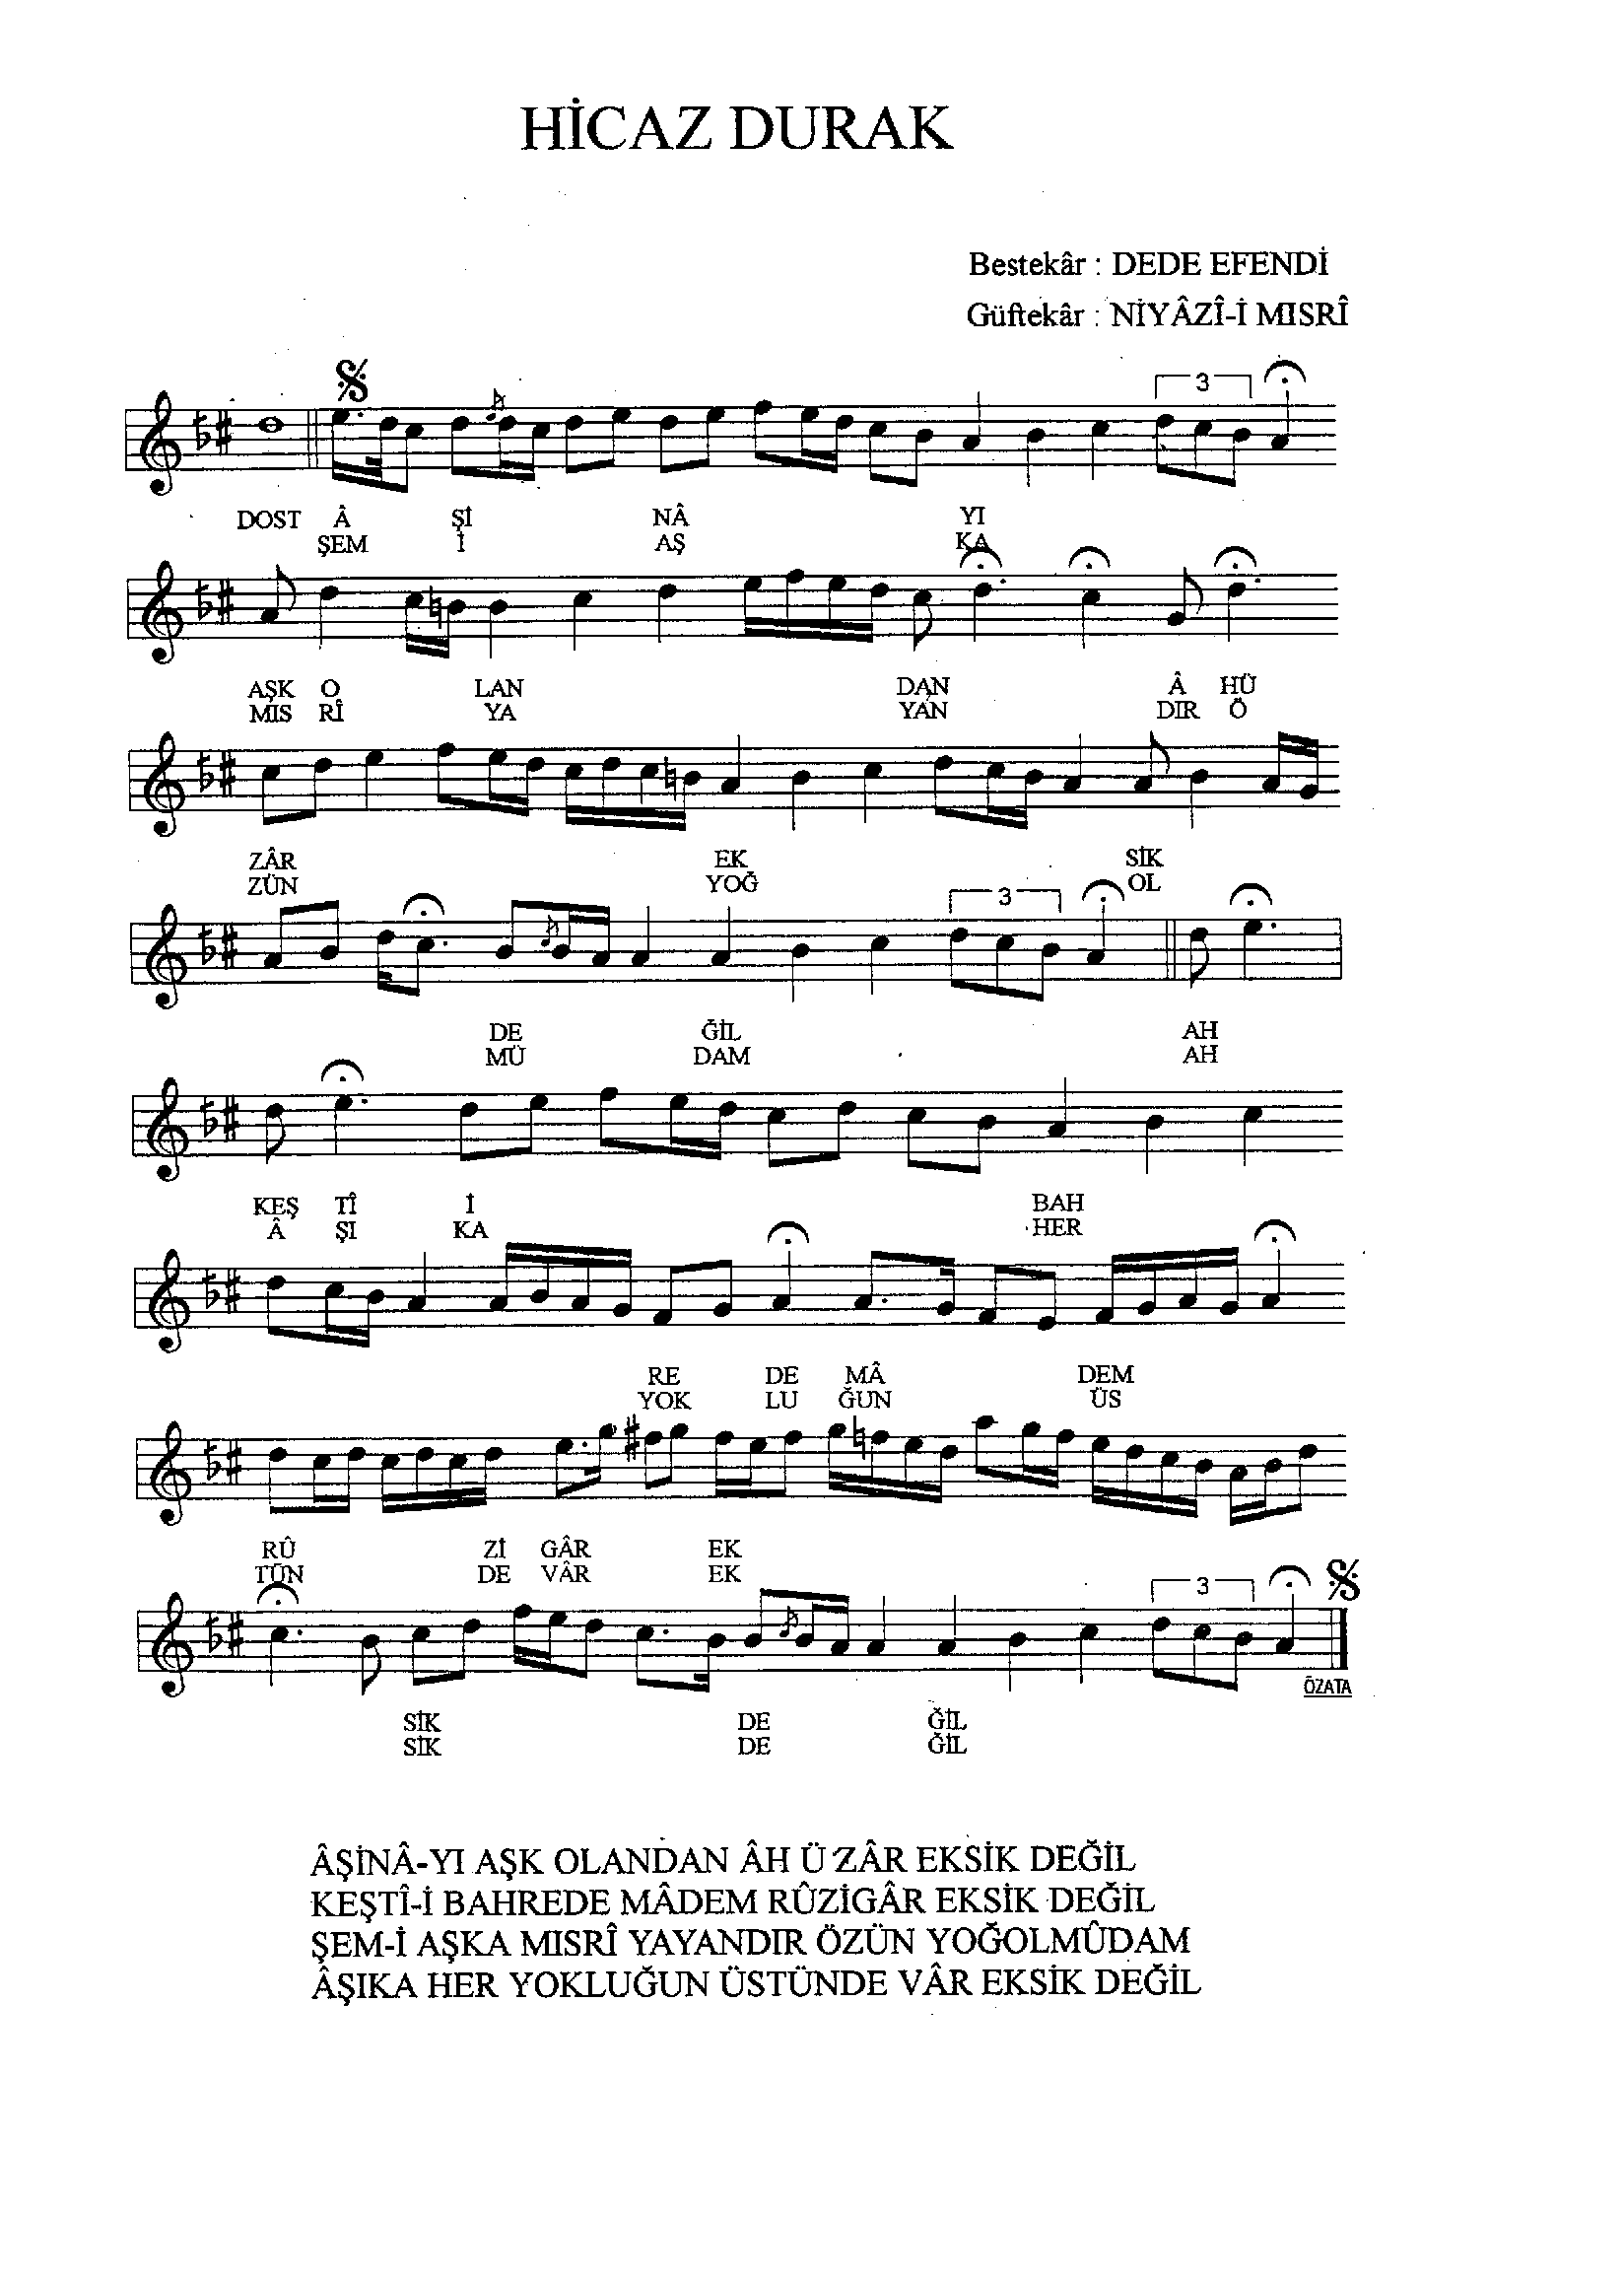 HİCAZ DURAK
Bestekâr : DEDE EFENDİ
Güftekâr : NİYÂZÎ-İ MISRÎ
3
DOST Â Şİ NÂ YI
ŞEM İ AŞ KA
AŞK O LAN DAN Â HÜ
MIS RÎ YA YAN DIR Ö
ZÂR EK SİK
ZÜN YOĞ OL
3
DE ĞİL AH
MÜ DAM AH
KEŞ TÎ İ BAH
Â ŞI KA HER
RE DE MÂ DEM
YOK LU ĞUN ÜS
RÛ Zİ GÂR EK
TÜN DE VÂR EK
3
ÖZATA
SİK DE ĞİL
SİK DE ĞİL
ÂŞİNÂ-YI AŞK OLANDAN ÂH Ü ZÂR EKSİK DEĞİL
KEŞTÎ-İ BAHREDE MÂDEM RÛZİGÂR EKSİK DEĞİL
ŞEM-İ AŞKA MISRÎ YAYANDIR ÖZÜN YOĞOLMÛDAM
ÂŞIKA HER YOKLUĞUN ÜSTÜNDE VÂR EKSİK DEĞİL